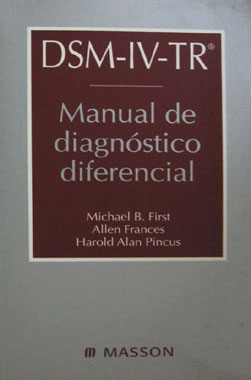 DSM-IV-TR®
Manual de
diagnóstico
diferencial
Michael B. First
Allen Frances
Harold Alan Pincus
m MASSON